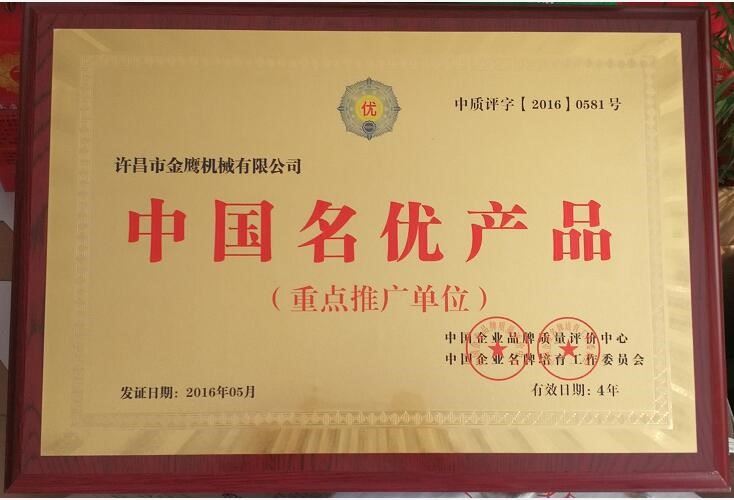 优
中质评字【2016】0581号
许昌市金鹰机械有限公司
中国名优产品
（重点推广单位）
中国企业品牌质量评价中心
中国企业名牌培育工作委员会
发证日期：2016年05月
有效日期：4年